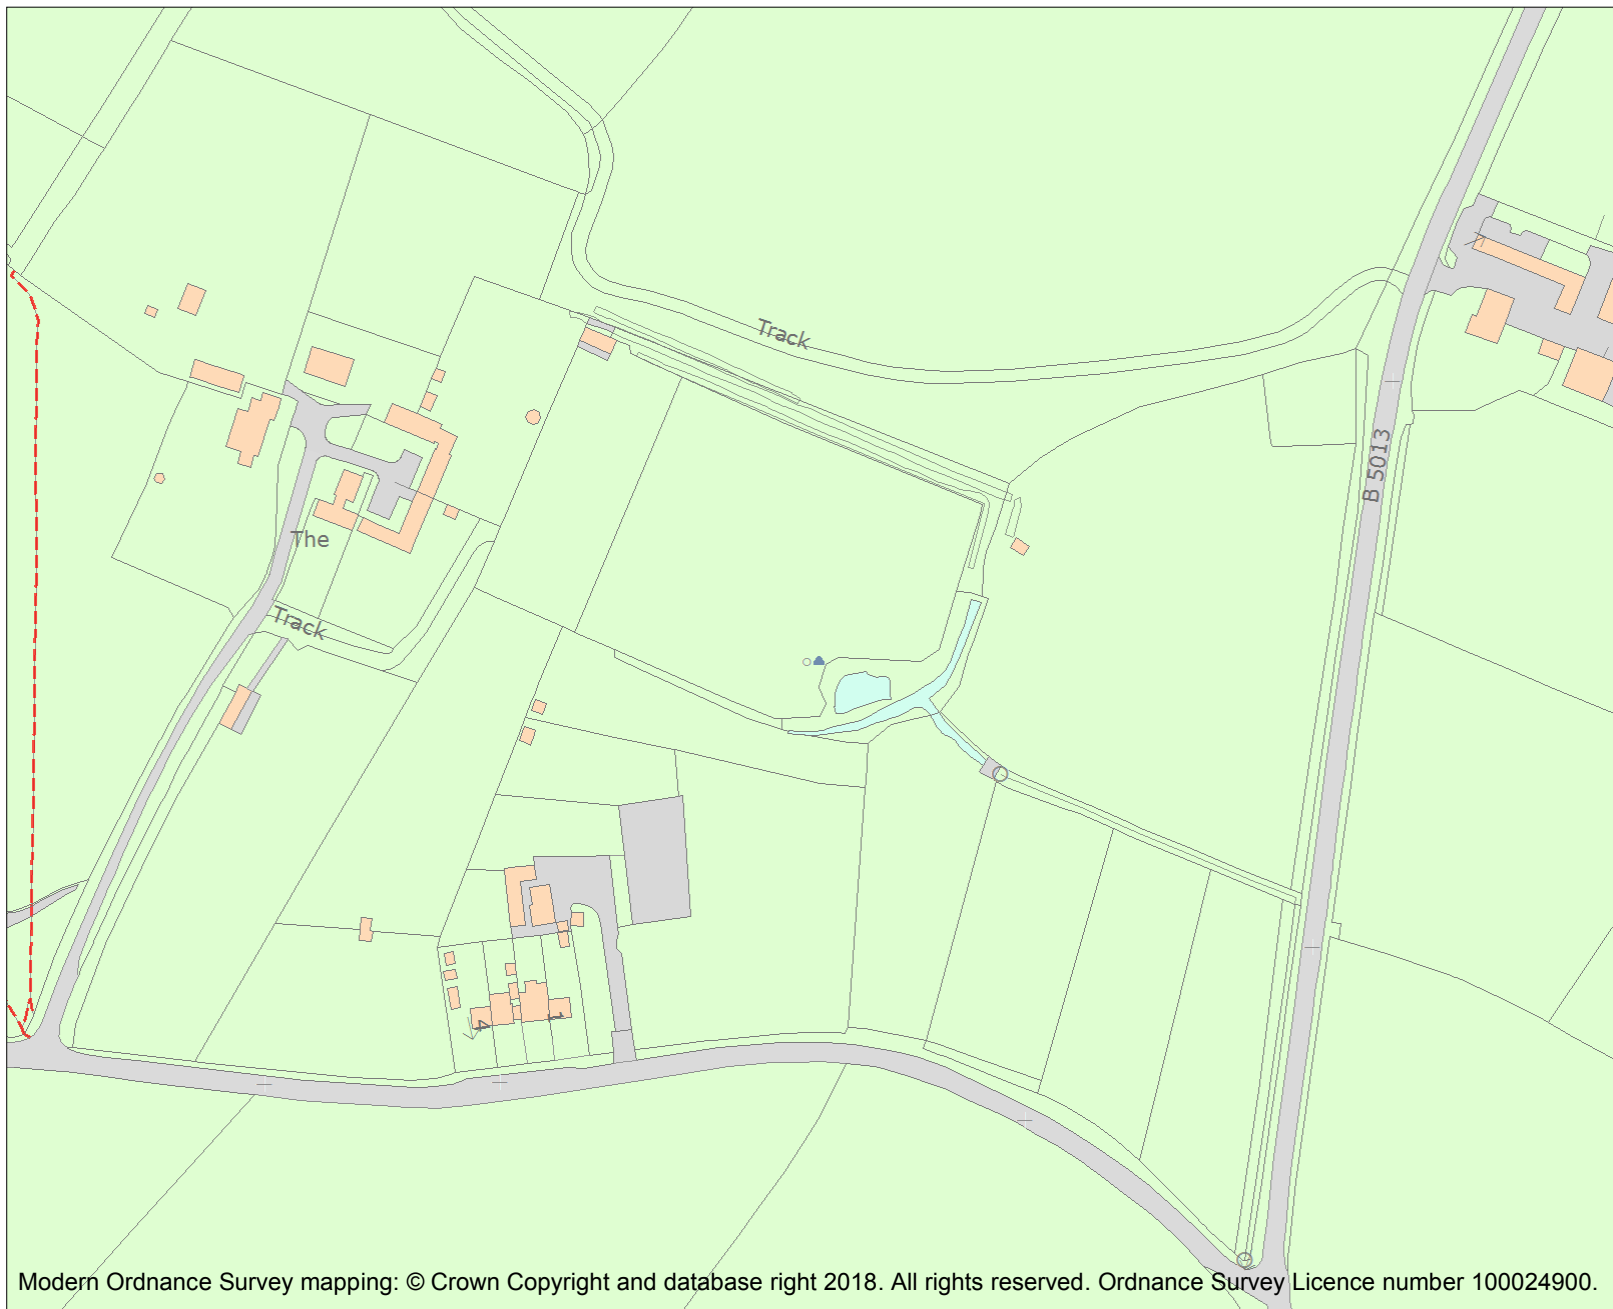 Track
B 5013
The
Track
4
1
Modern Ordnance Survey mapping: © Crown Copyright and database right 2018. All rights reserved. Ordnance Survey Licence number 100024900.